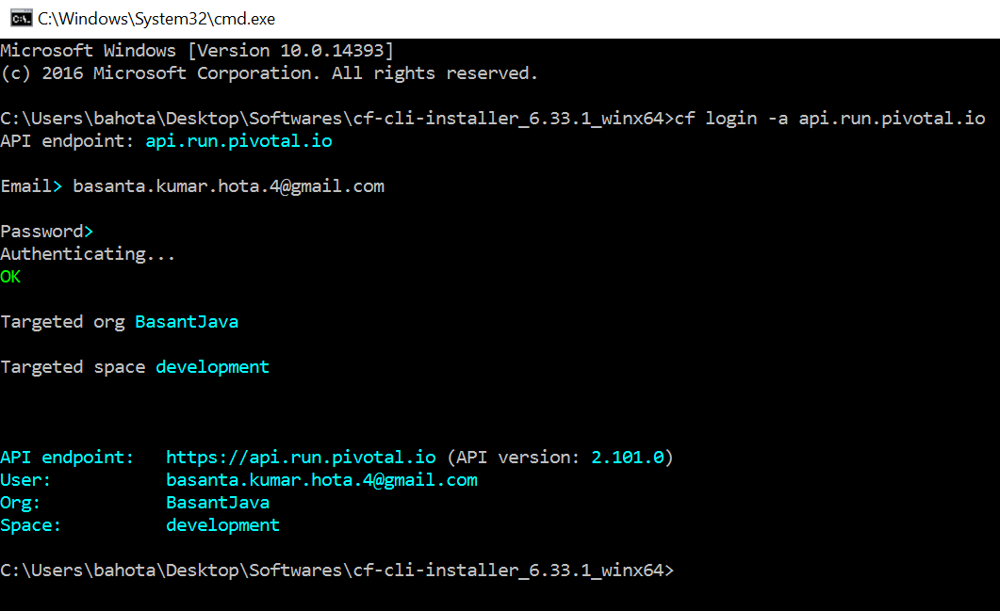 C:\Windows\System32\cmd.exe
Microsoft Windows [Version 10.0.14393]
(c) 2016 Microsoft Corporation. All rights reserved.
C:\Users\bahota\Desktop\Softwares\cf-cli-installer_6.33.1_winx64>cf login -a api.run.pivotal.io
API endpoint: api.run.pivotal.io
Email> basanta.kumar.hota.4@gmail.com
Password>
Authenticating...
OK
Targeted org BasantJava
Targeted space development
API endpoint:   https://api.run.pivotal.io (API version: 2.101.0)
User:           basanta.kumar.hota.4@gmail.com
Org:            BasantJava
Space:          development
C:\Users\bahota\Desktop\Softwares\cf-cli-installer_6.33.1_winx64>